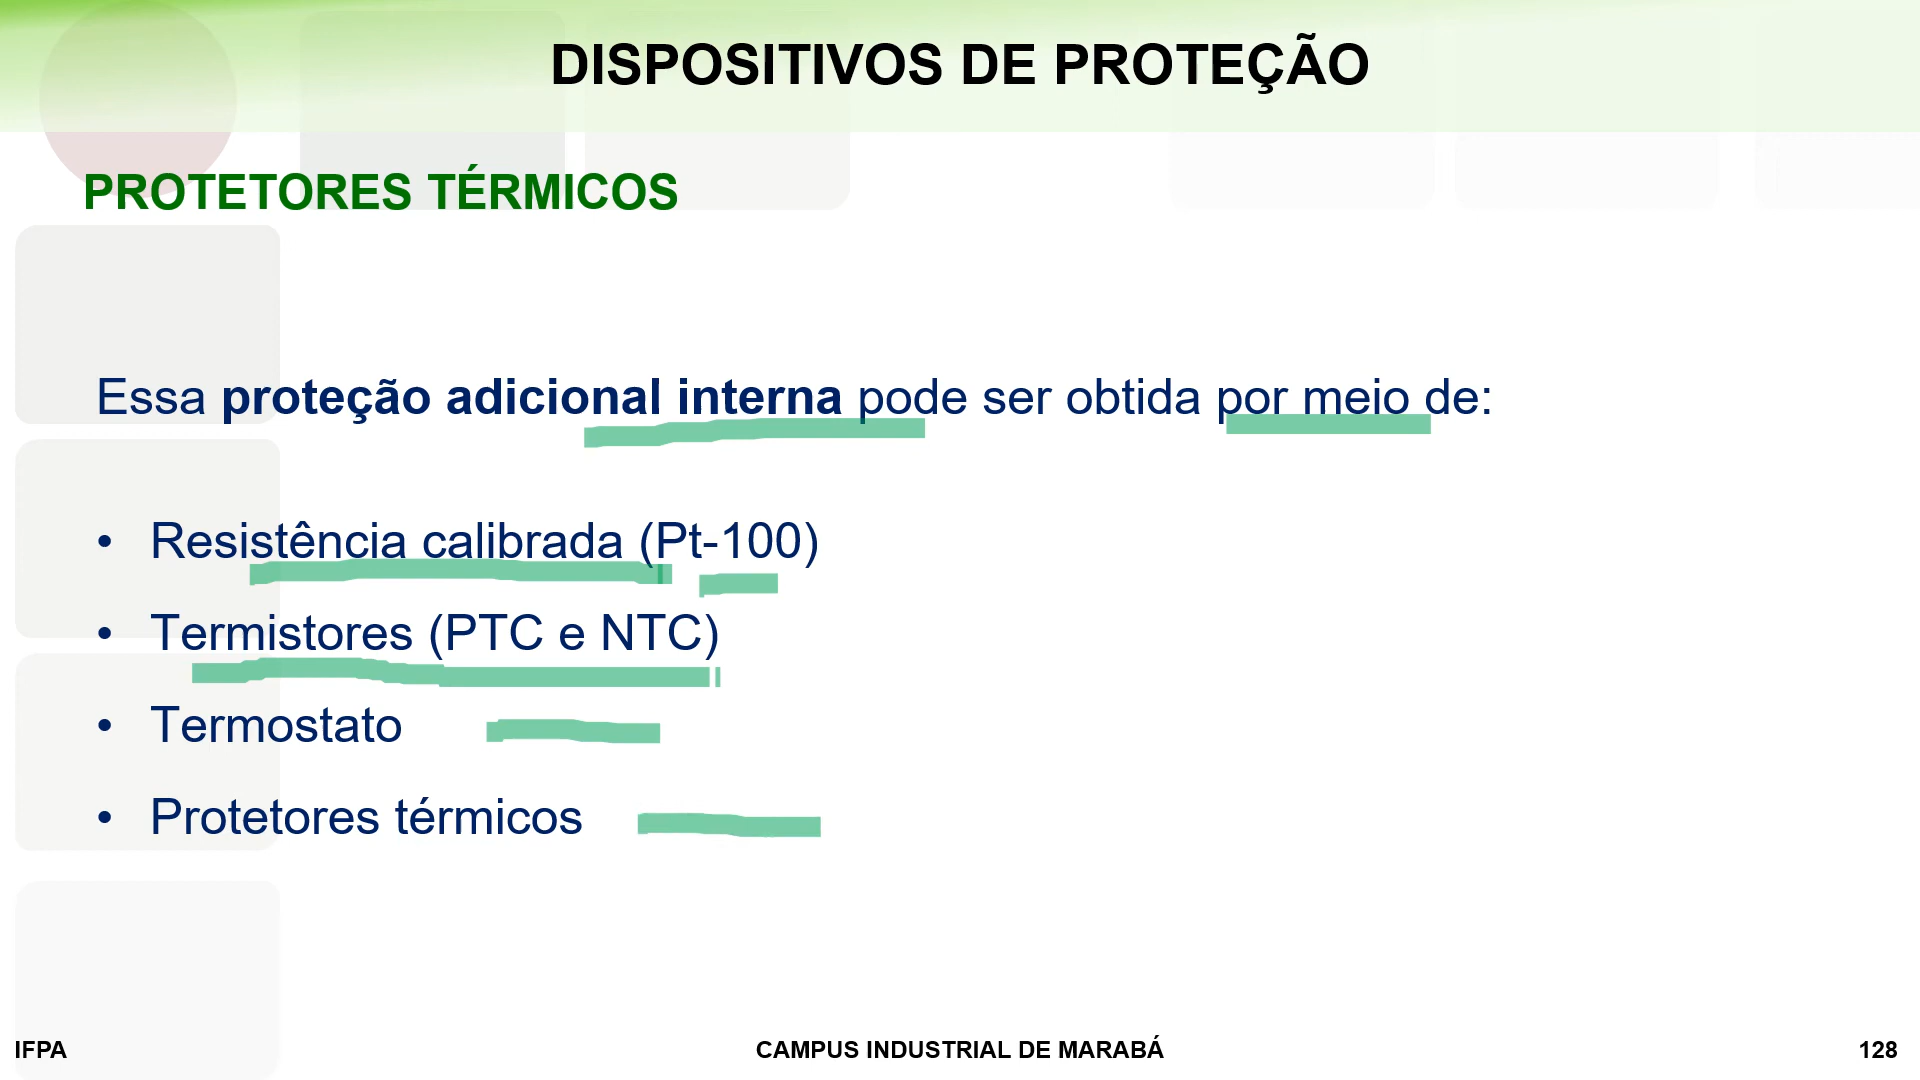 DISPOSITIVOS DE PROTEÇÃO
PROTETORES TÉRMICOS
Essa proteção adicional interna pode ser obtida por meio de:
• Resistência calibrada (Pt-100)
• Termistores (PTC e NTC)
• Termostato
• Protetores térmicos
IFPA
CAMPUS INDUSTRIAL DE MARABÁ
128